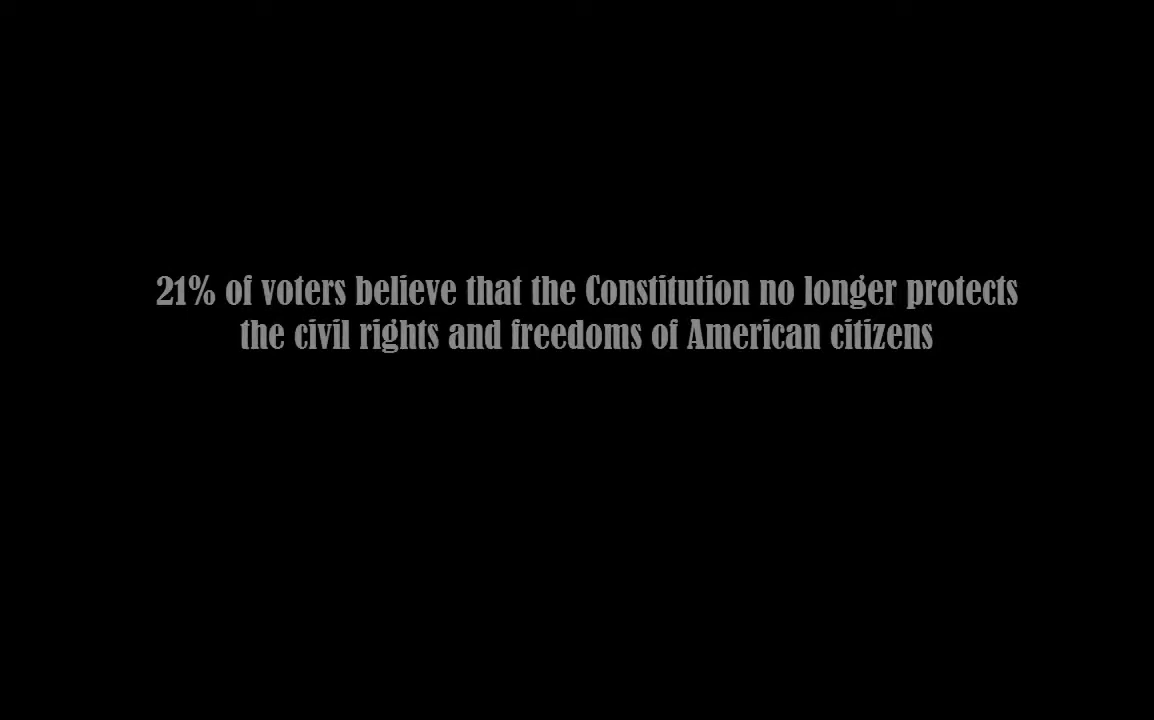 21% of voters believe that the Constitution no longer protects
the civil rights and freedoms of American citizens